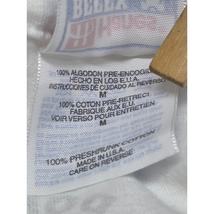 100% ALGODON PRE-ENCOGIDO
HECHO EN LOS E.U.A.
INSTRUCCIONES DE CUIDADO AL REVERSO
M
100% COTON PRE-RETRECI
FABRIQUE AUX E.U.
VOIR VERSO POUR ENTRETIEN
M
100% PRESHRUNK COTTON
MADE IN U.S.A.
CARE ON REVERSE